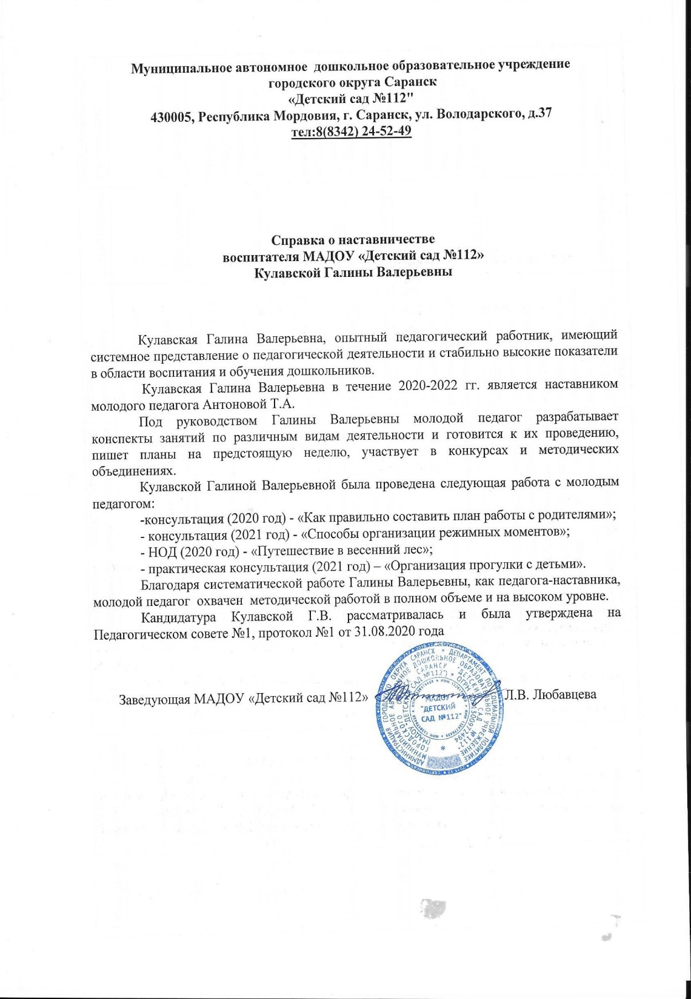 Муниципальное автономное дошкольное образовательное учреждение
городского округа Саранск
«Детский сад №112"
430005, Республика Мордовия, г. Саранск, ул. Володарского, д.37
тел:8(8342) 24-52-49
Справка о наставничестве
воспитателя МАДОУ «Детский сад №112»
Кулавской Галины Валерьевны
Кулавская Галина Валерьевна, опытный педагогический работник, имеющий
системное представление о педагогической деятельности и стабильно высокие показатели
в области воспитания и обучения дошкольников.
Кулавская Галина Валерьевна в течение 2020-2022 гг. является наставником
молодого педагога Антоновой Т.А.
Под руководством Галины Валерьевны молодой педагог разрабатывает
конспекты занятий по различным видам деятельности и готовится к их проведению,
пишет планы на предстоящую неделю, участвует в конкурсах и методических
объединениях.
Кулавской Галиной Валерьевной была проведена следующая работа с молодым
педагогом:
-консультация (2020 год) - «Как правильно составить план работы с родителями»;
- консультация (2021 год) - «Способы организации режимных моментов»;
- НОД (2020 год) - «Путешествие в весенний лес»;
- практическая консультация (2021 год) – «Организация прогулки с детьми».
Благодаря систематической работе Галины Валерьевны, как педагога-наставника,
молодой педагог охвачен методической работой в полном объеме и на высоком уровне.
Кандидатура Кулавской Г.В. рассматривалась и была утверждена на
Педагогическом совете №1, протокол №1 от 31.08.2020 года
Заведующая МАДОУ «Детский сад №112» Л.В. Любавцева
МАДОУ
"ДЕТСКИЙ
САД №112"